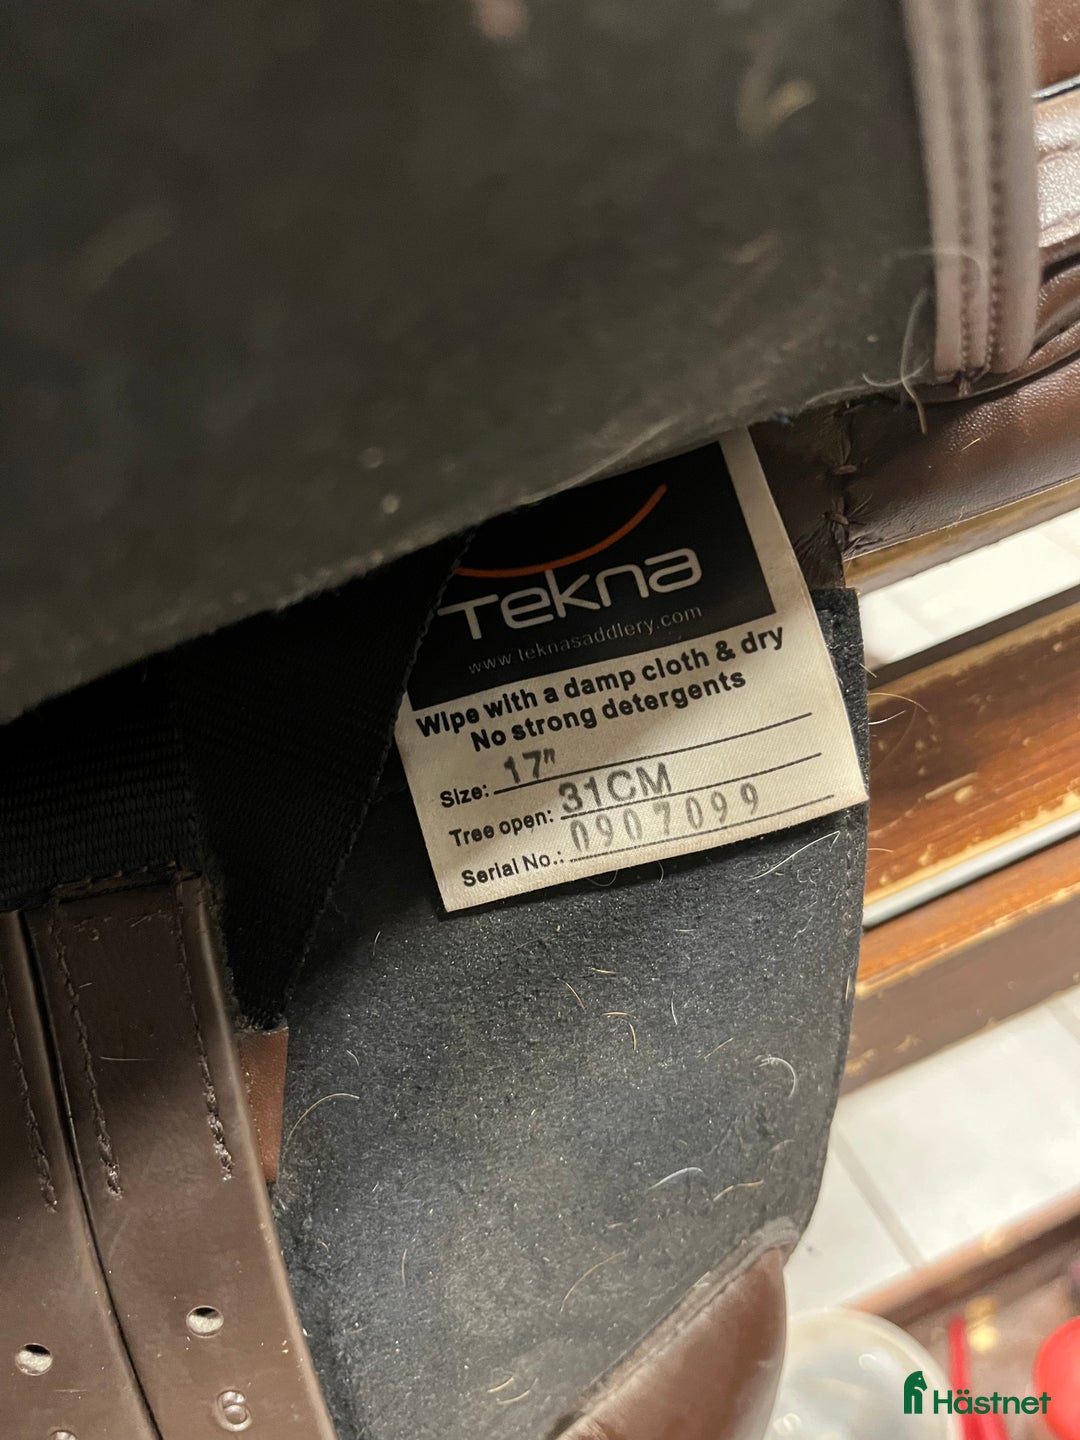 Tekna
www.teknasaddlery.com
Wipe with a damp cloth & dry
No strong detergents
Size: 17"
Tree open: 31CM
Serial No.: 0907099
6
Hästnet